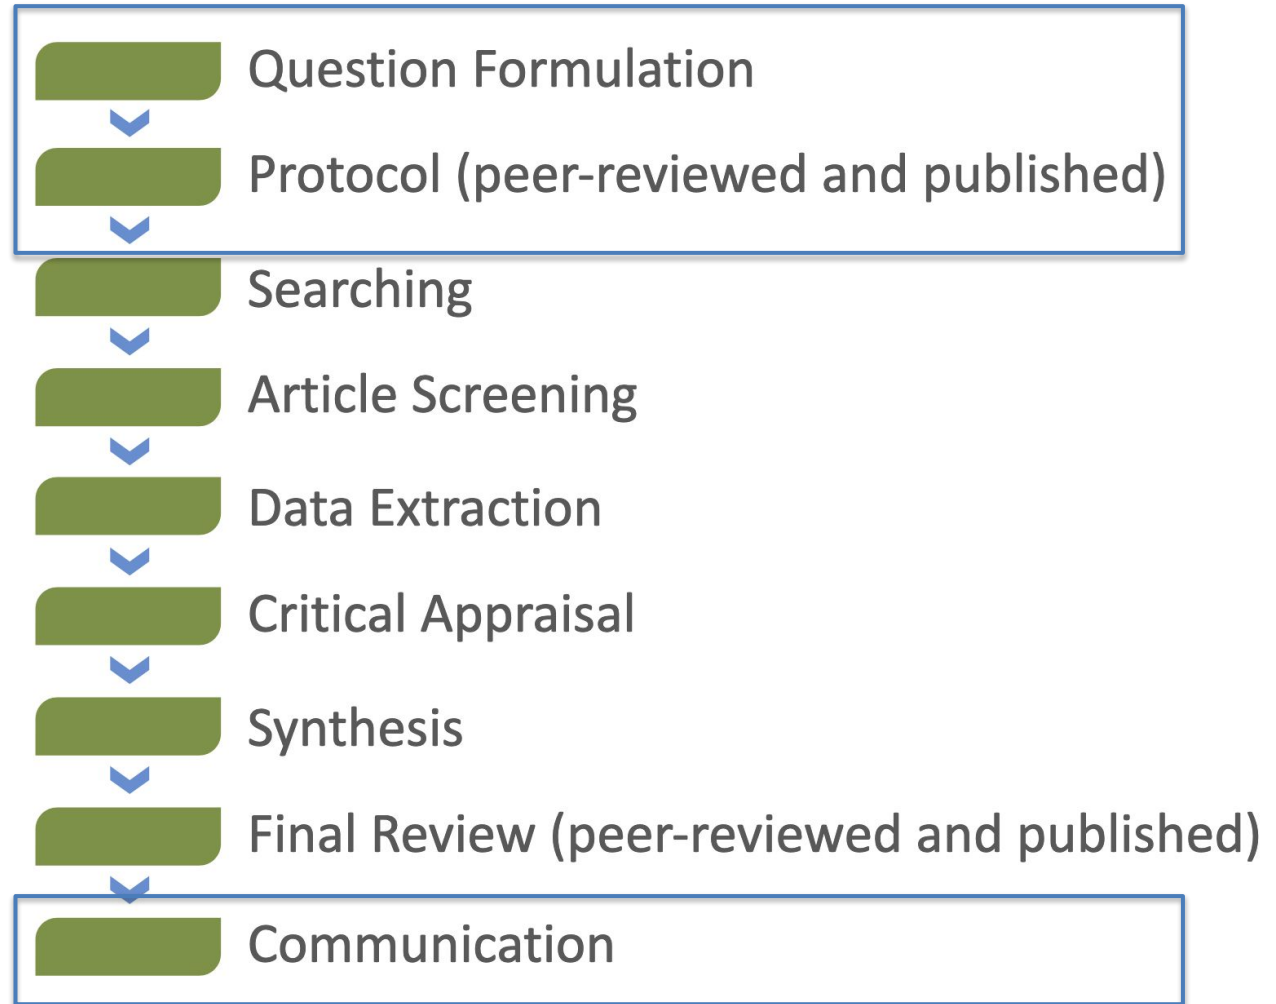 Question Formulation
Protocol (peer-reviewed and published)
Searching
Article Screening
Data Extraction
Critical Appraisal
Synthesis
Final Review (peer-reviewed and published)
Communication